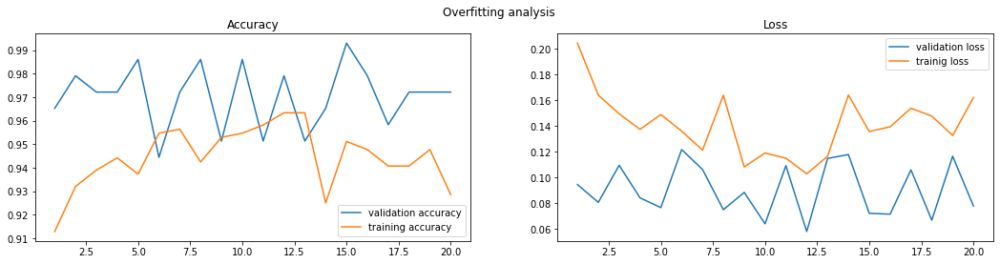 Overfitting analysis
Accuracy
0.99
0.98
0.97
0.96
0.95
0.94
0.93
0.92
0.91
validation accuracy
training accuracy
2.5 5.0 7.5 10.0 12.5 15.0 17.5 20.0
Loss
0.20
0.18
0.16
0.14
0.12
0.10
0.08
0.06
validation loss
trainig loss
2.5 5.0 7.5 10.0 12.5 15.0 17.5 20.0